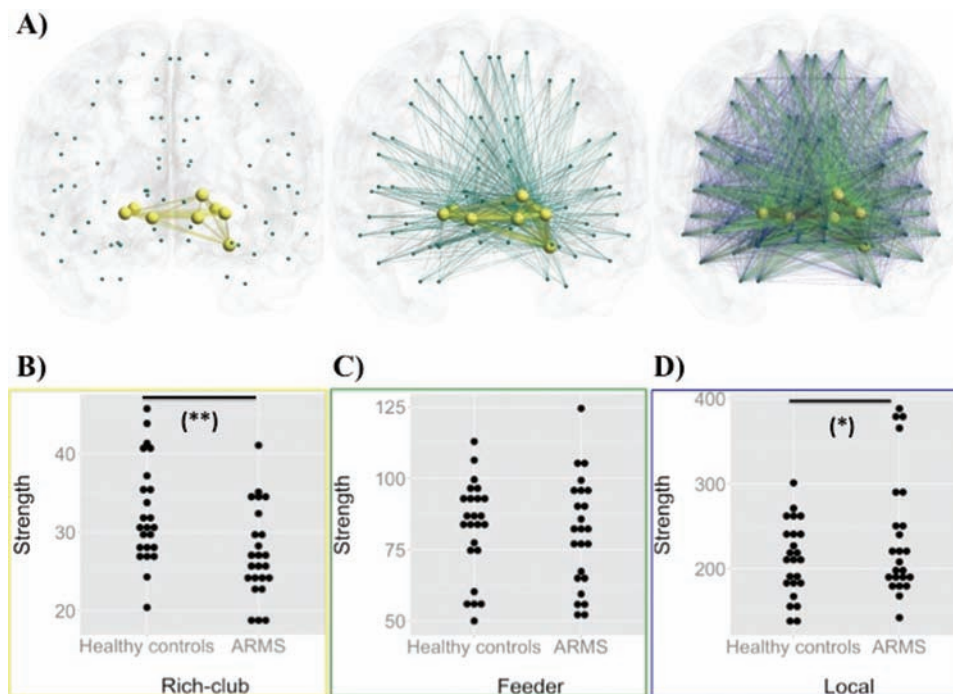 A)
B)
C)
D)
Strength
40
30
20
(**)
Healthy controls
ARMS
Rich-club
Strength
125
100
75
50
Healthy controls
ARMS
Feeder
Strength
400
300
200
(*)
Healthy controls
ARMS
Local